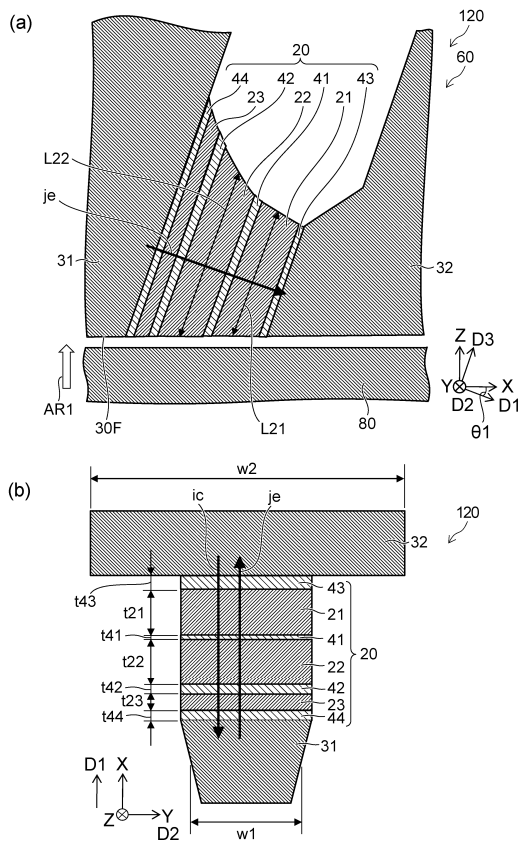 (a)
120
20
60
44 42 41 43
23 22 21
L22
je
31
32
Z D3
Y X
D2 D1
θ1
AR1
30F
L21
80
(b)
w2
ic je
120
32
t43
43
t21
21
t41
41
20
t22
22
t42
42
t23
23
t44
44
31
D1 X
Z Y
D2
w1